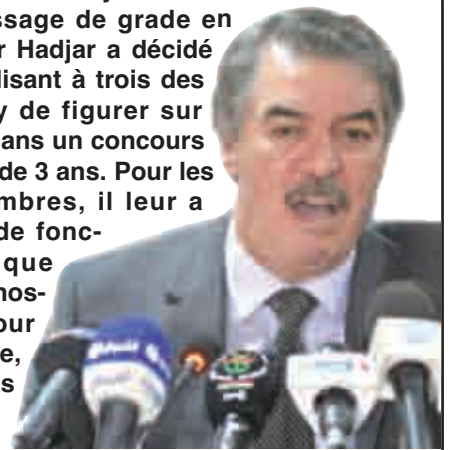 ssage de grade en
r Hadjar a décidé
lisant à trois des
y de figurer sur
ans un concours
de 3 ans. Pour les
mbres, il leur a
de fonc-
que
nos-
our
e,
s